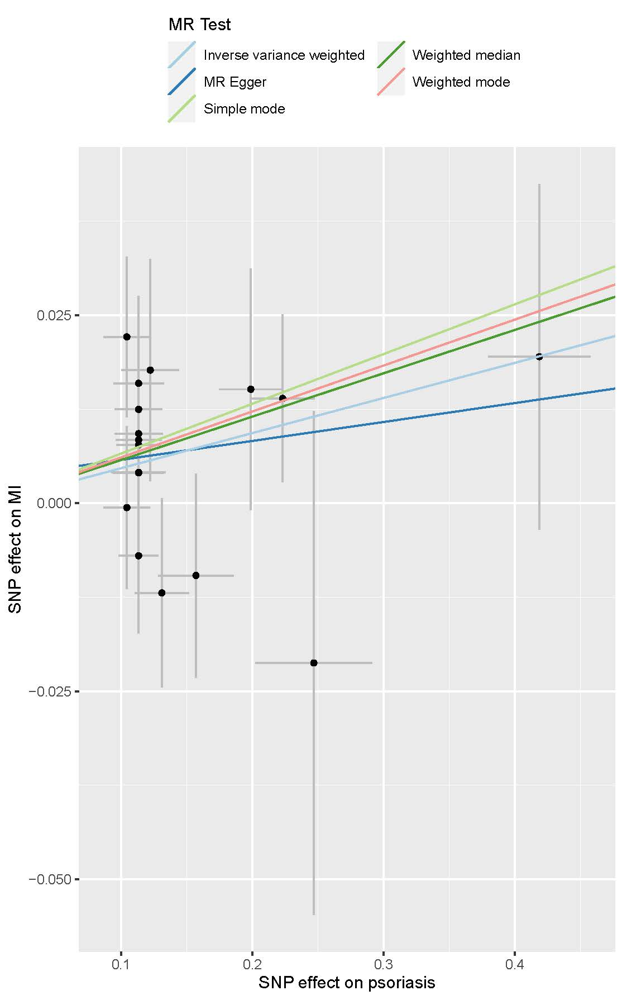 MR Test
Inverse variance weighted
Weighted median
MR Egger
Weighted mode
Simple mode
SNP effect on MI
0.025
0.000
−0.025
−0.050
0.1
0.2
0.3
0.4
SNP effect on psoriasis